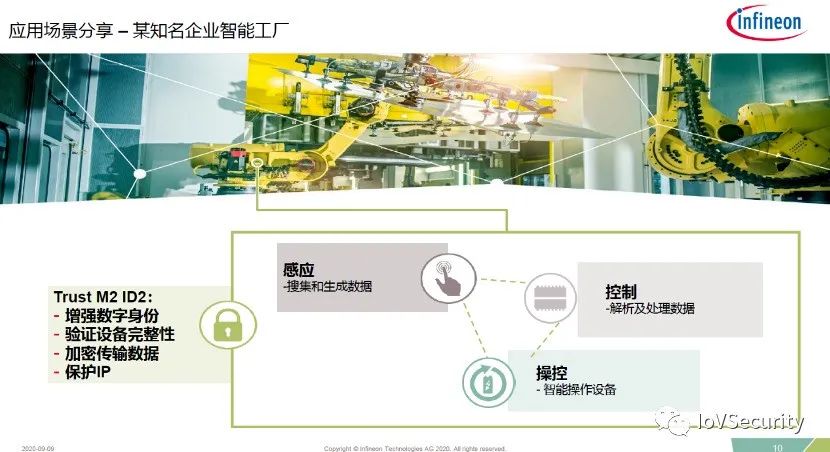 应用场景分享 – 某知名企业智能工厂
infineon
感应
-搜集和生成数据
控制
-解析及处理数据
Trust M2 ID2：
- 增强数字身份
- 验证设备完整性
- 加密传输数据
- 保护IP
操控
- 智能操作设备
IoVSecurity
2020-09-09
Copyright © Infineon Technologies AG 2020. All rights reserved.
10